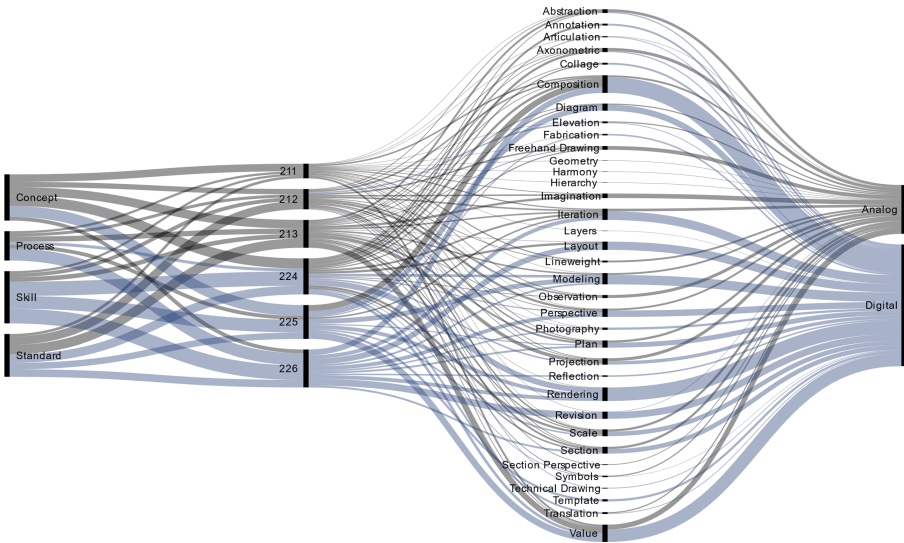 Concept
Process
Skill
Standard
211
212
213
224
225
226
Abstraction
Annotation
Articulation
Axonometric
Collage
Composition
Diagram
Elevation
Fabrication
Freehand Drawing
Geometry
Harmony
Hierarchy
Imagination
Iteration
Layers
Layout
Lineweight
Modeling
Observation
Perspective
Photography
Plan
Projection
Reflection
Rendering
Revision
Scale
Section
Section Perspective
Symbols
Technical Drawing
Template
Translation
Value
Analog
Digital